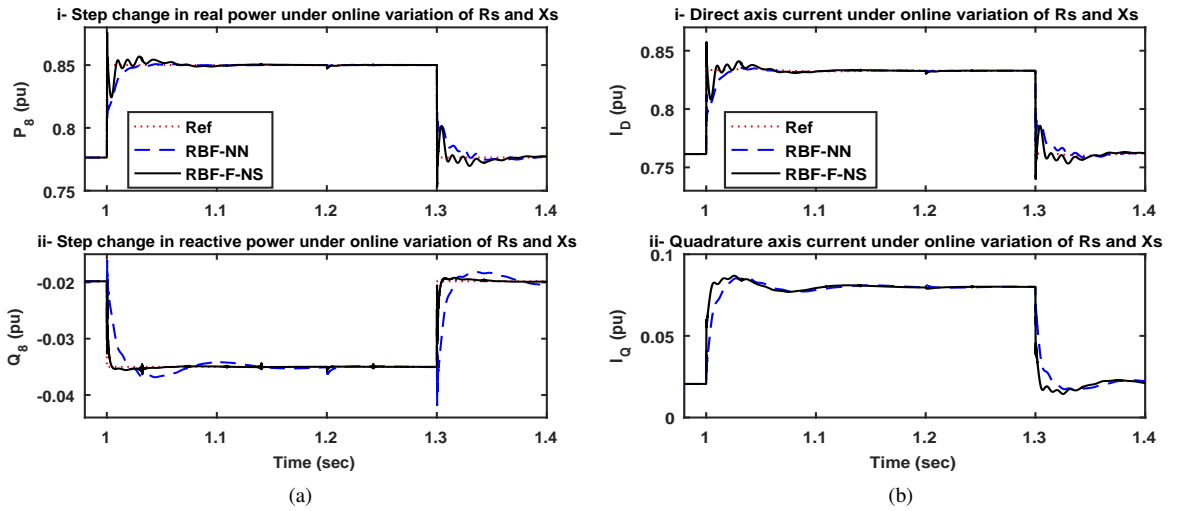 i- Step change in real power under online variation of Rs and Xs
0.85
0.8
0.75
P_8 (pu)
Ref
RBF-NN
RBF-F-NS
1 1.1 1.2 1.3 1.4
ii- Step change in reactive power under online variation of Rs and Xs
-0.02
-0.03
-0.04
Q_8 (pu)
1 1.1 1.2 1.3 1.4
Time (sec)
(a)
i- Direct axis current under online variation of Rs and Xs
0.85
0.8
0.75
I_D (pu)
Ref
RBF-NN
RBF-F-NS
1 1.1 1.2 1.3 1.4
ii- Quadrature axis current under online variation of Rs and Xs
0.1
0.05
0
I_Q (pu)
1 1.1 1.2 1.3 1.4
Time (sec)
(b)